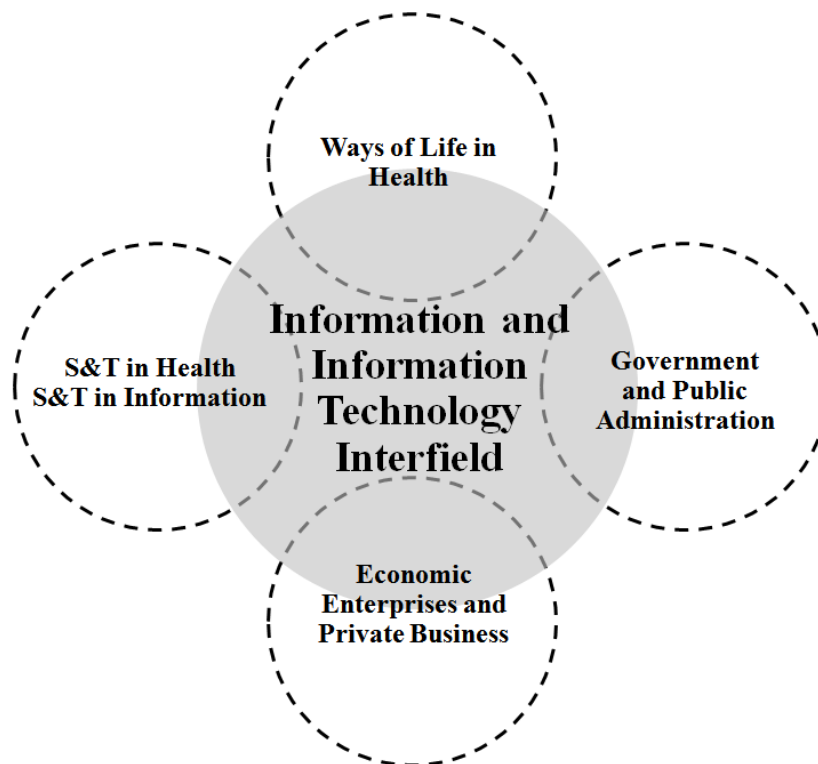 Ways of Life in
Health
Information and
Information
Technology
Interfield
S&T in Health
S&T in Information
Government
and Public
Administration
Economic
Enterprises and
Private Business